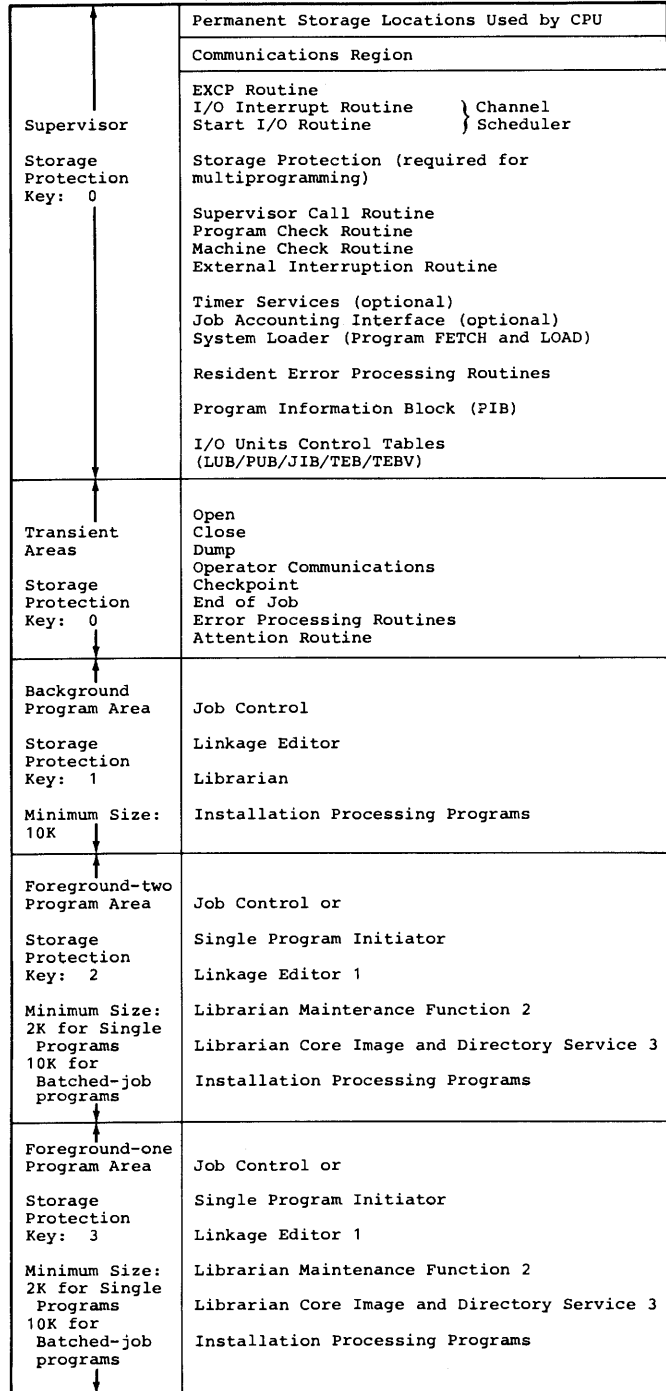 Permanent Storage Locations Used by CPU
Communications Region
Supervisor
Storage
Protection
Key: 0
EXCP Routine
I/O Interrupt Routine } Channel
Start I/O Routine } Scheduler
Storage Protection (required for
multiprogramming)
Supervisor Call Routine
Program Check Routine
Machine Check Routine
External Interruption Routine
Timer Services (optional)
Job Accounting Interface (optional)
System Loader (Program FETCH and LOAD)
Resident Error Processing Routines
Program Information Block (PIB)
I/O Units Control Tables
(LUB/PUB/JIB/TEB/TEBV)
Transient
Areas
Storage
Protection
Key: 0
Open
Close
Dump
Operator Communications
Checkpoint
End of Job
Error Processing Routines
Attention Routine
Background
Program Area
Storage
Protection
Key: 1
Minimum Size:
10K
Job Control
Linkage Editor
Librarian
Installation Processing Programs
Foreground-two
Program Area
Storage
Protection
Key: 2
Minimum Size:
2K for Single
Programs
10K for
Batched-job
programs
Job Control or
Single Program Initiator
Linkage Editor 1
Librarian Mainterance Function 2
Librarian Core Image and Directory Service 3
Installation Processing Programs
Foreground-one
Program Area
Storage
Protection
Key: 3
Minimum Size:
2K for Single
Programs
10K for
Batched-job
programs
Job Control or
Single Program Initiator
Linkage Editor 1
Librarian Maintenance Function 2
Librarian Core Image and Directory Service 3
Installation Processing Programs